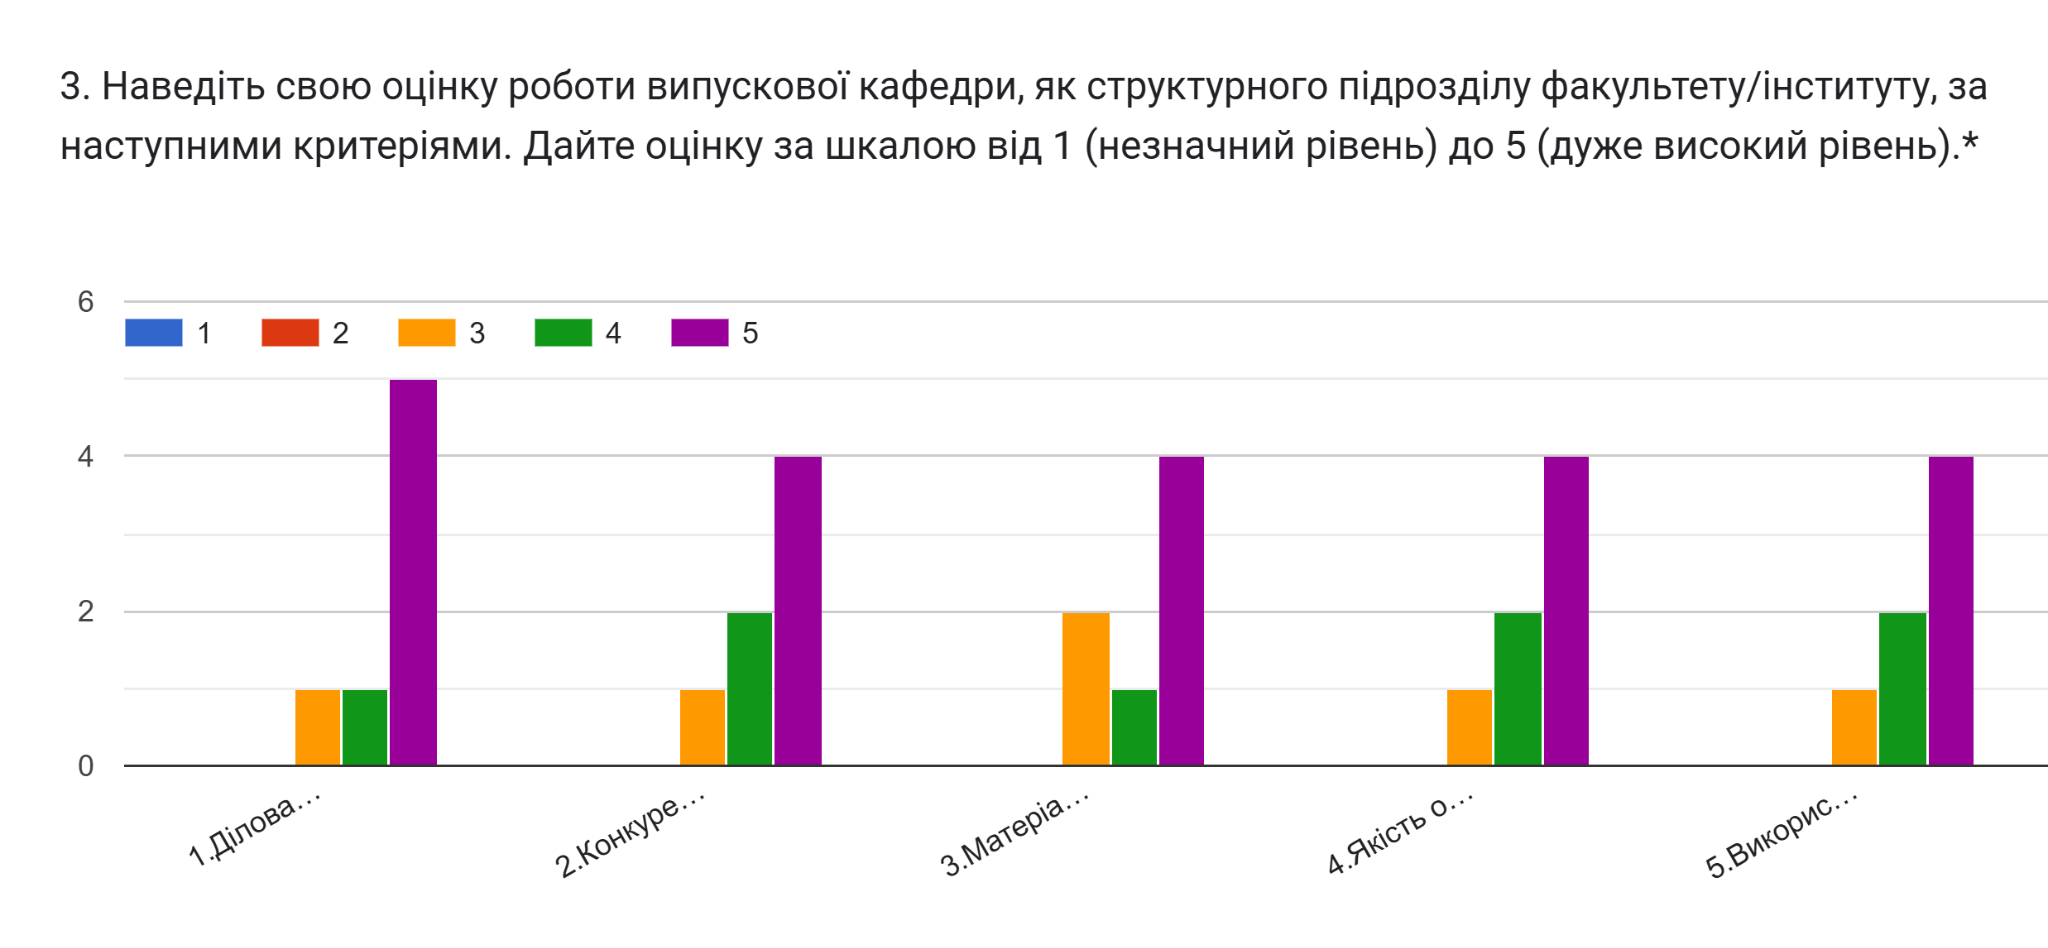 3. Наведіть свою оцінку роботи випускової кафедри, як структурного підрозділу факультету/інституту, за
наступними критеріями. Дайте оцінку за шкалою від 1 (незначний рівень) до 5 (дуже високий рівень).*
6
1 2 3 4 5
4
2
0
1.Ділова…
2.Конкуре…
3.Матеріа…
4.Якість о…
5.Викорис…